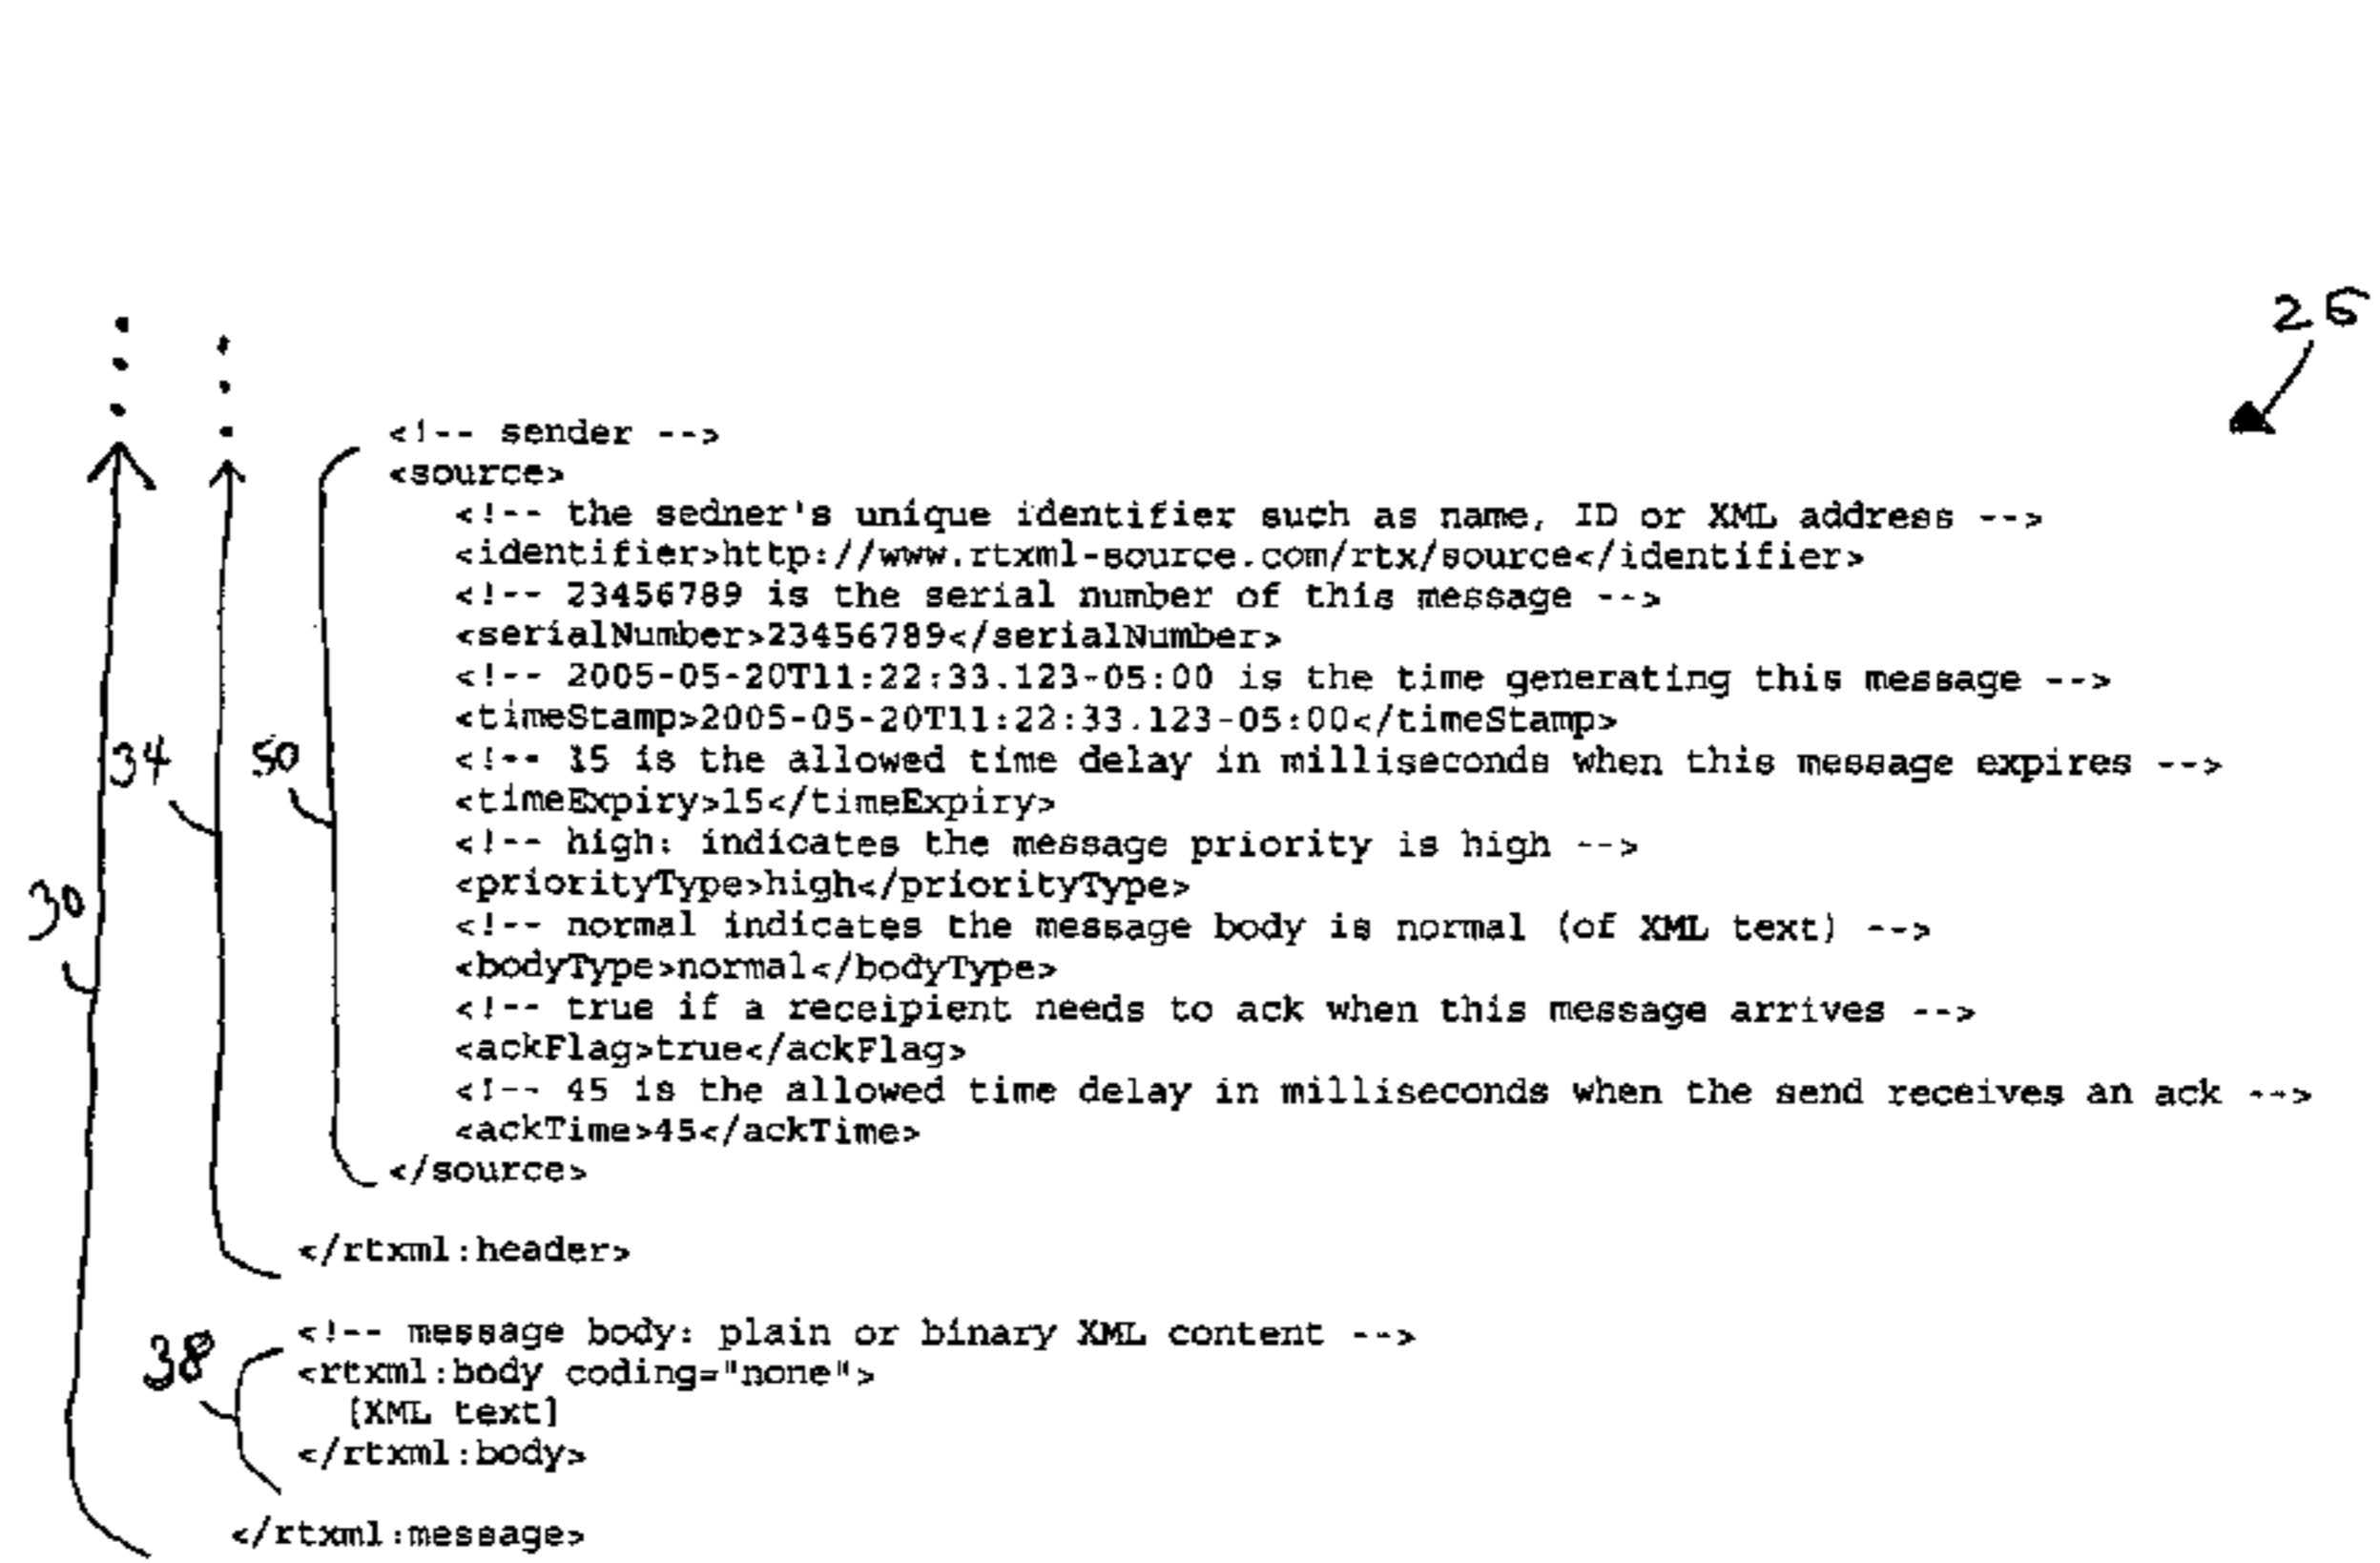 26
<!-- sender -->
<source>
<!-- the sedner's unique identifier such as name, ID or XML address -->
<identifier>http://www.rtxml-source.com/rtx/source</identifier>
<!-- 23456789 is the serial number of this message -->
<serialNumber>23456789</serialNumber>
<!-- 2005-05-20T11:22:33.123-05:00 is the time generating this message -->
<timeStamp>2005-05-20T11:22:33.123-05:00</timeStamp>
34
50
<!-- 15 is the allowed time delay in milliseconds when this message expires -->
<timeExpiry>15</timeExpiry>
<!-- high: indicates the message priority is high -->
<priorityType>high</priorityType>
30
<!-- normal indicates the message body is normal (of XML text) -->
<bodyType>normal</bodyType>
<!-- true if a receipient needs to ack when this message arrives -->
<ackFlag>true</ackFlag>
<!-- 45 is the allowed time delay in milliseconds when the send receives an ack -->
<ackTime>45</ackTime>
</source>
</rtxml:header>
38
<!-- message body: plain or binary XML content -->
<rtxml:body coding="none">
[XML text]
</rtxml:body>
</rtxml:message>